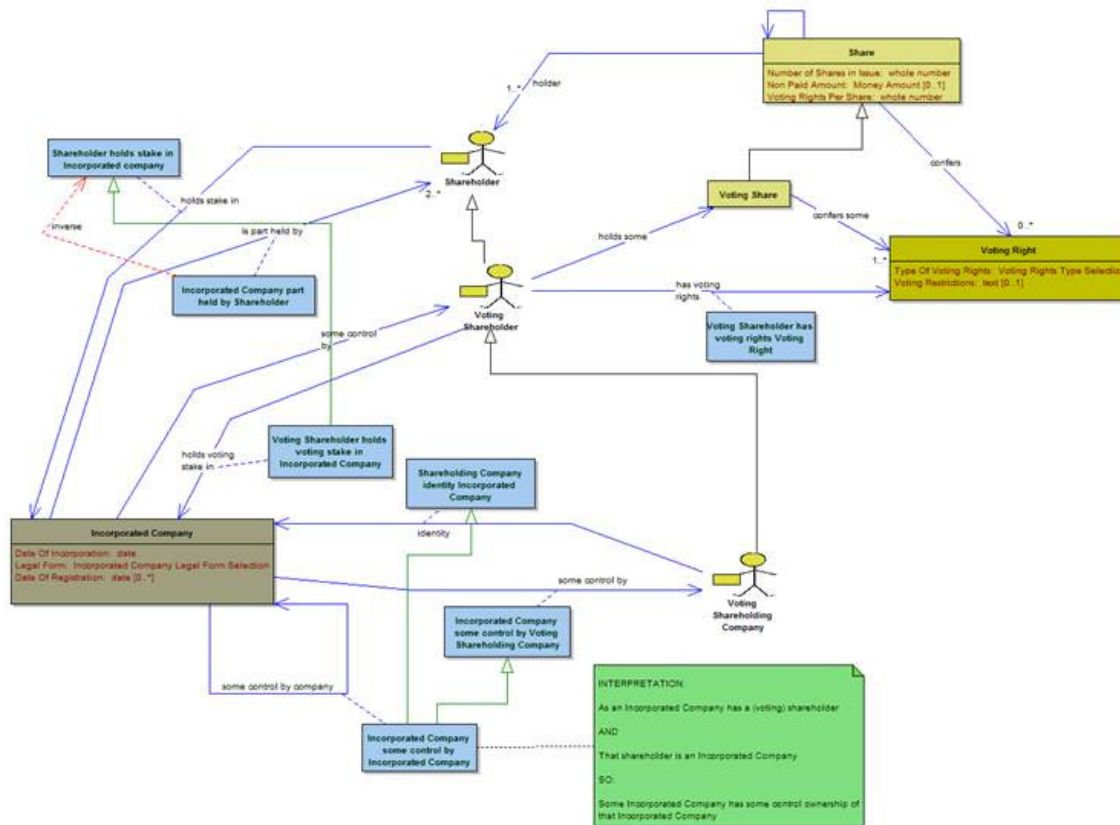 Share
Number of Shares in Issue: whole number
Non Paid Amount: Money Amount [0..1]
Voting Rights Per Share: whole number
holder
1..*
Shareholder holds stake in
Incorporated company
Shareholder
2..*
holds stake in
confers
Voting Share
inverse
is part held by
holds some
confers some
0..*
1..*
Voting Right
Type Of Voting Rights: Voting Rights Type Selection
Voting Restrictions: text [0..1]
Incorporated Company part
held by Shareholder
has voting
rights
Voting
Shareholder
some control
by
Voting Shareholder has
voting rights Voting
Right
holds voting
stake in
Voting Shareholder holds
voting stake in
Incorporated Company
Shareholding Company
identity Incorporated
Company
Incorporated Company
Date Of Incorporation: date
Legal Form: Incorporated Company Legal Form Selection
Date Of Registration: date [0..*]
identity
some control by
Voting
Shareholding
Company
Incorporated Company
some control by Voting
Shareholding Company
some control by company
Incorporated Company
some control by
Incorporated Company
INTERPRETATION:
As an Incorporated Company has a (voting) shareholder
AND
That shareholder is an Incorporated Company
SO:
Some Incorporated Company has some control ownership of
that Incorporated Company